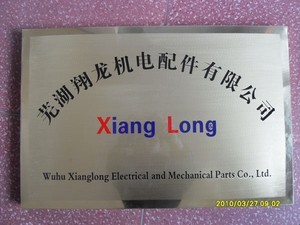 芜湖翔龙机电配件有限公司
Xiang Long
Wuhu Xianglong Electrical and Mechanical Parts Co., Ltd.
2010/03/27 09:02